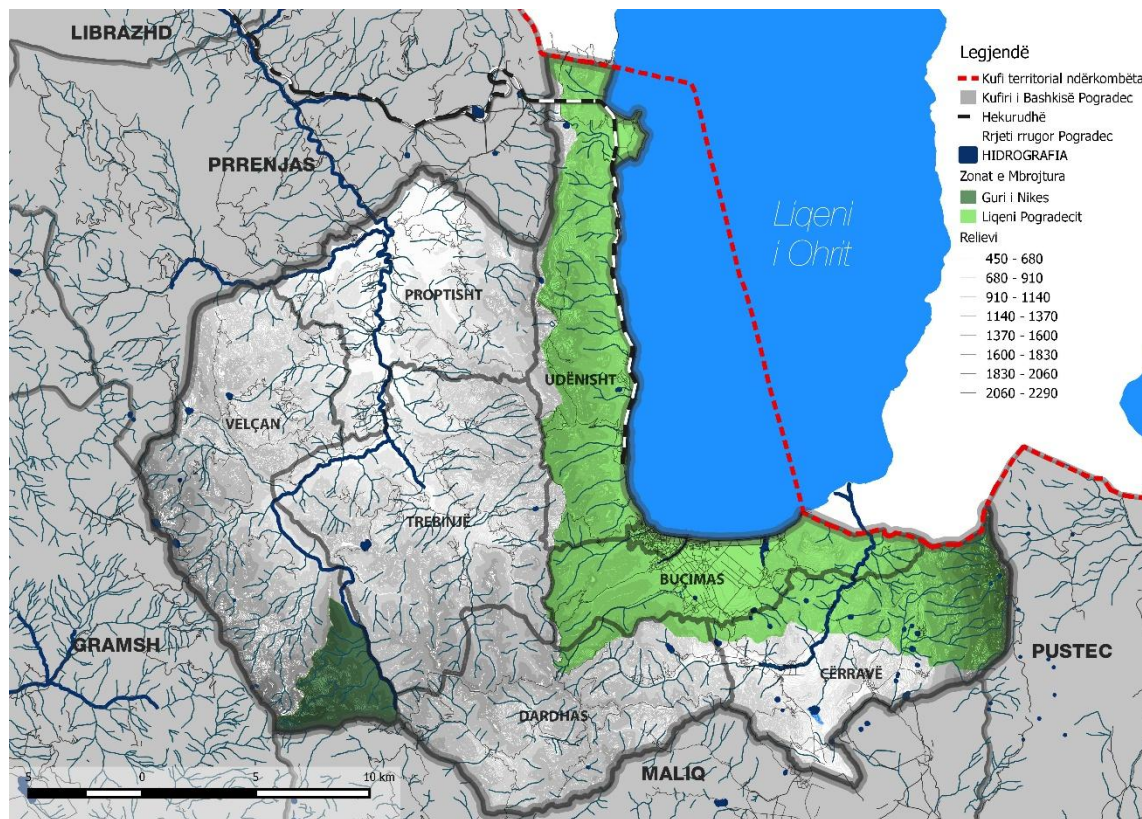 LIBRAZHD
PRRENJAS
PROPTISHT
UDËNISHT
VELÇAN
TREBINJË
BUÇIMAS
GRAMSH
ÇËRRAVË
DARDHAS
PUSTEC
MALIQ
Liqeni
i Ohrit
Legjendë
Kufi territorial ndërkombëta
Kufiri i Bashkisë Pogradec
Hekurudhë
Rrjeti rrugor Pogradec
HIDROGRAFIA
Zonat e Mbrojtura
Guri i Nikes
Liqeni Pogradecit
Relievi
450 - 680
680 - 910
910 - 1140
1140 - 1370
1370 - 1600
1600 - 1830
1830 - 2060
2060 - 2290
5 0 5 10 km